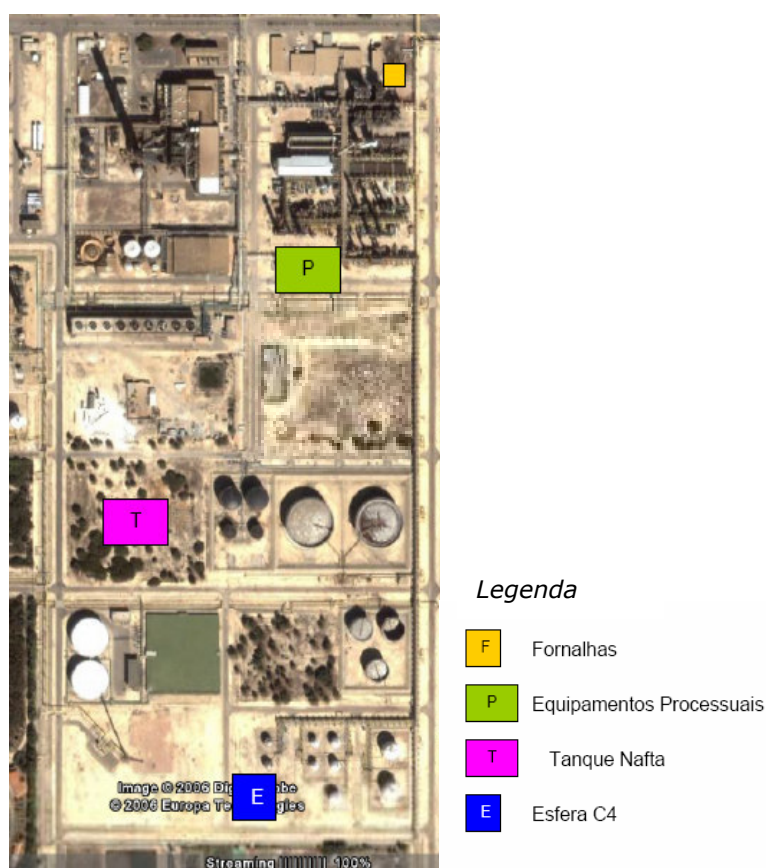 P
T
Legenda
F Fornalhas
P Equipamentos Processuais
T Tanque Nafta
E Esfera C4
Image © 2006
© 2006 Europa
E
Streaming |||||||||| 100%